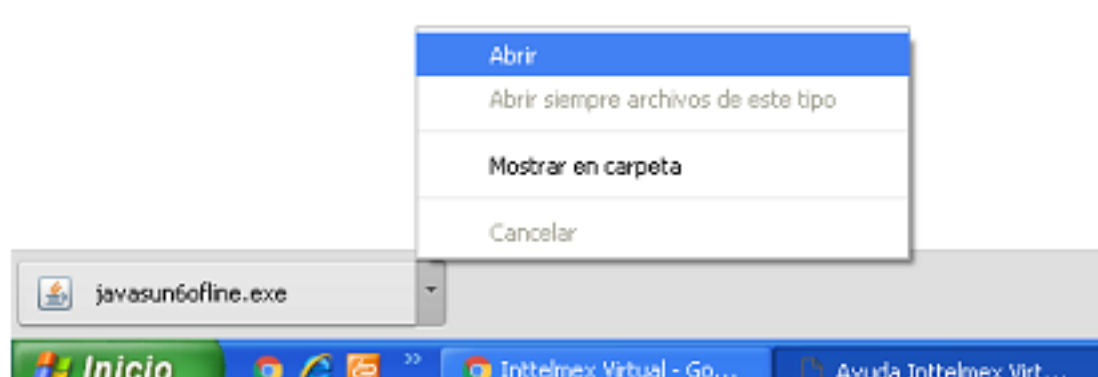 Abrir
Abrir siempre archivos de este tipo
Mostrar en carpeta
Cancelar
javasun6ofline.exe
Inicio
Inttelmex Virtual - Go...
Ayuda Inttelmex Virt...